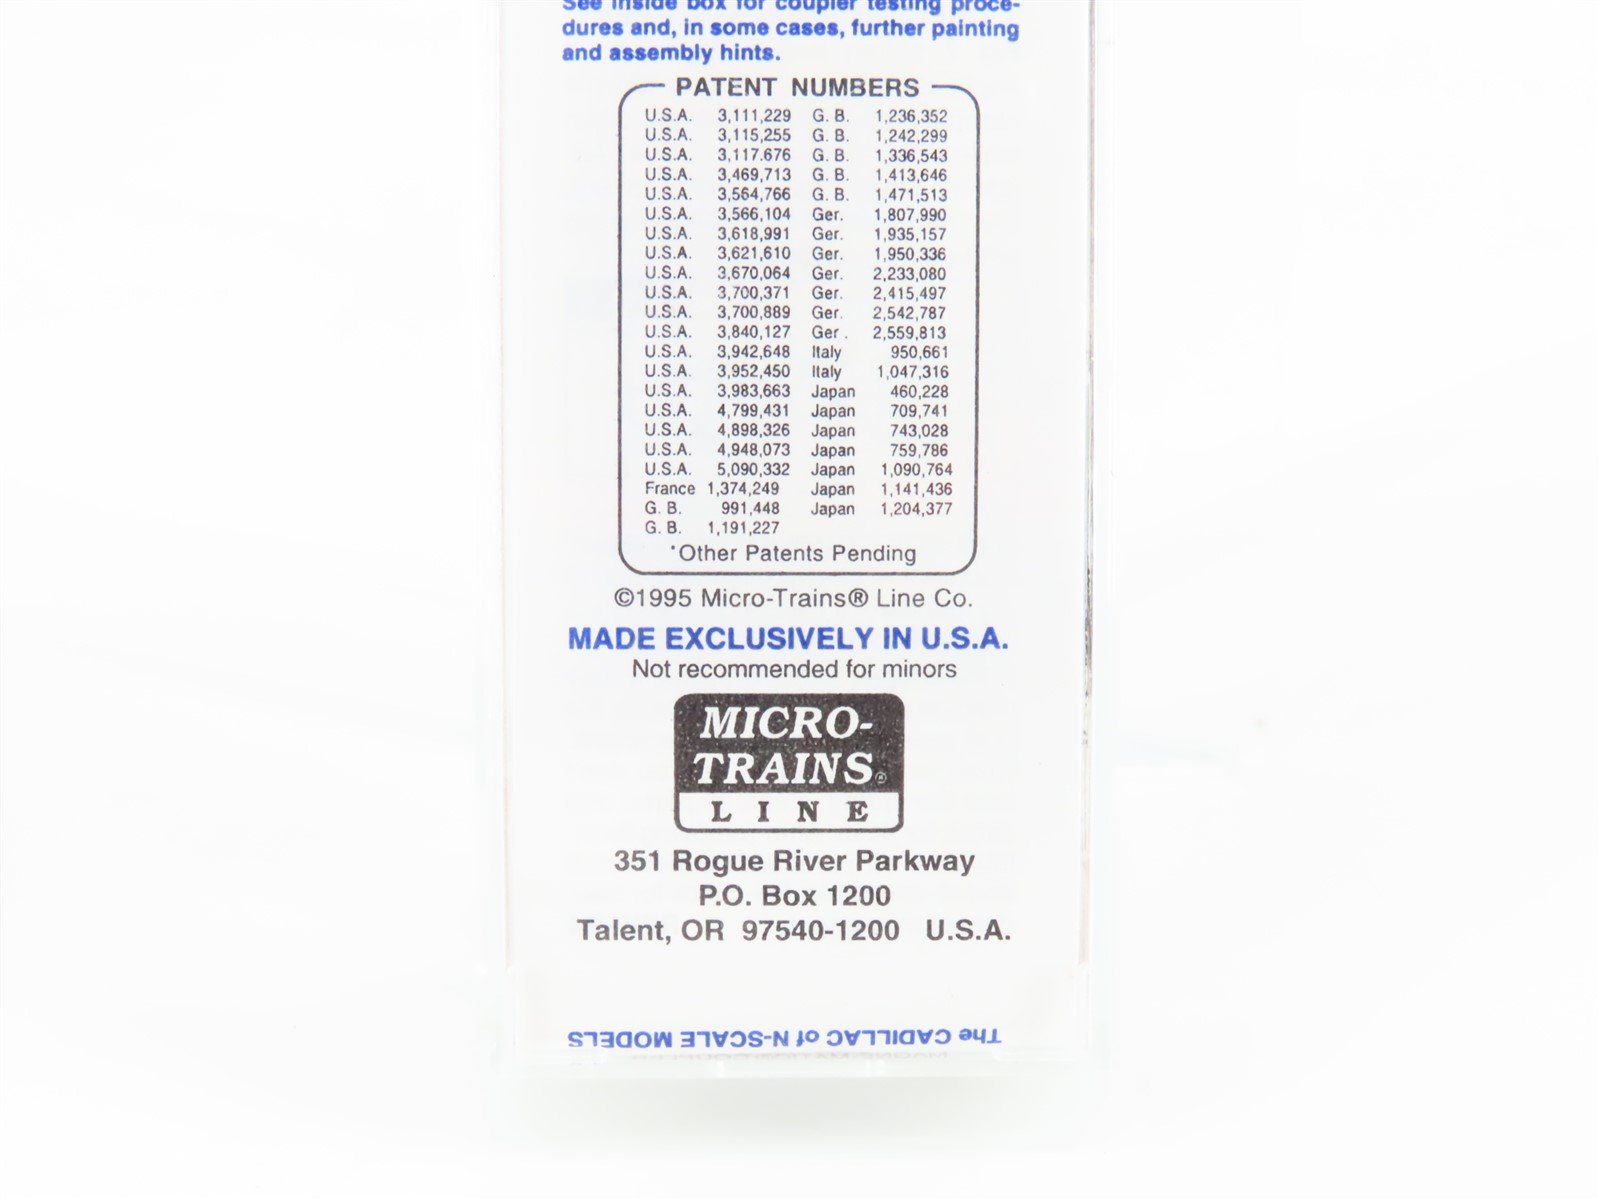 See inside box for coupler testing proce-
dures and, in some cases, further painting
and assembly hints.
PATENT NUMBERS
U.S.A. 3,111,229 G. B. 1,236,352
U.S.A. 3,115,255 G. B. 1,242,299
U.S.A. 3,117.676 G. B. 1,336,543
U.S.A. 3,469,713 G. B. 1,413,646
U.S.A. 3,564,766 G. B. 1,471,513
U.S.A. 3,566,104 Ger. 1,807,990
U.S.A. 3,618,991 Ger. 1,935,157
U.S.A. 3,621,610 Ger. 1,950,336
U.S.A. 3,670,064 Ger. 2,233,080
U.S.A. 3,700,371 Ger. 2,415,497
U.S.A. 3,700,889 Ger. 2,542,787
U.S.A. 3,840,127 Ger . 2,559,813
U.S.A. 3,942,648 Italy 950,661
U.S.A. 3,952,450 Italy 1,047,316
U.S.A. 3,983,663 Japan 460,228
U.S.A. 4,799,431 Japan 709,741
U.S.A. 4,898,326 Japan 743,028
U.S.A. 4,948,073 Japan 759,786
U.S.A. 5,090,332 Japan 1,090,764
France 1,374,249 Japan 1,141,436
G. B. 991,448 Japan 1,204,377
G. B. 1,191,227
*Other Patents Pending
©1995 Micro-Trains® Line Co.
MADE EXCLUSIVELY IN U.S.A.
Not recommended for minors
MICRO-
TRAINS®
LINE
351 Rogue River Parkway
P.O. Box 1200
Talent, OR 97540-1200 U.S.A.
The CADILLAC of N-SCALE MODELS